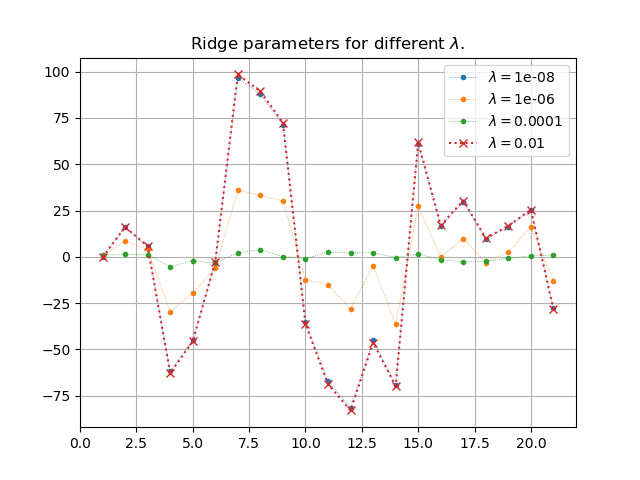 Ridge parameters for different λ.
λ = 1e-08
λ = 1e-06
λ = 0.0001
λ = 0.01
100
75
50
25
0
−25
−50
−75
0.0 2.5 5.0 7.5 10.0 12.5 15.0 17.5 20.0